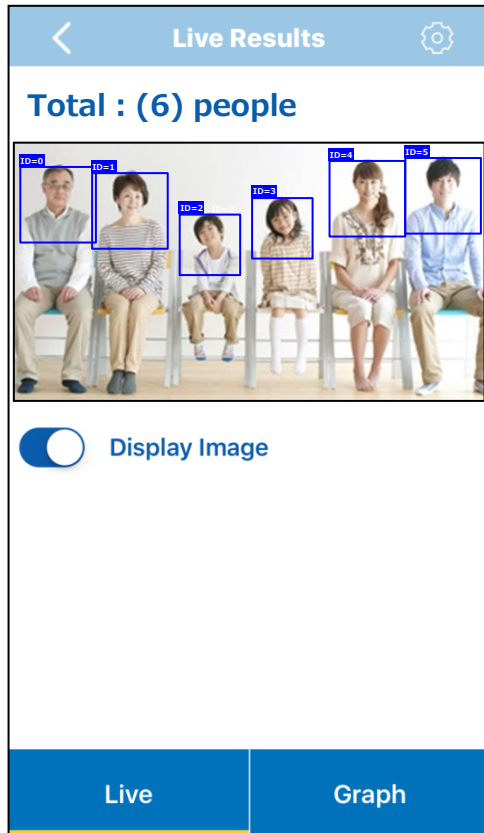 Live Results
Total : (6) people
ID=0
ID=1
ID=2
ID=3
ID=4
ID=5
Display Image
Live
Graph